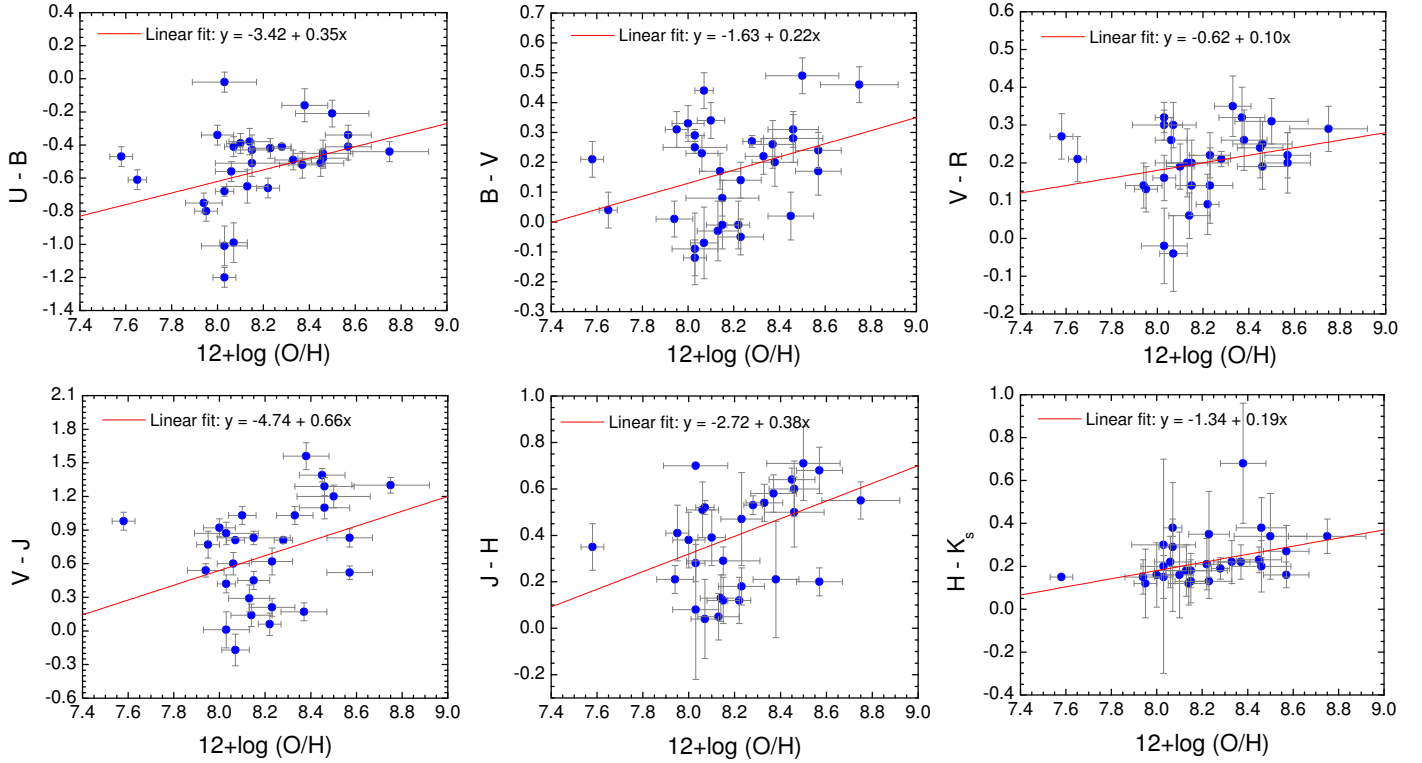 Linear fit: y = -3.42 + 0.35x
U - B
0.4
0.2
0.0
-0.2
-0.4
-0.6
-0.8
-1.0
-1.2
-1.4
7.4 7.6 7.8 8.0 8.2 8.4 8.6 8.8 9.0
12+log (O/H)
Linear fit: y = -1.63 + 0.22x
B - V
0.7
0.6
0.5
0.4
0.3
0.2
0.1
0.0
-0.1
-0.2
-0.3
7.4 7.6 7.8 8.0 8.2 8.4 8.6 8.8 9.0
12+log (O/H)
Linear fit: y = -0.62 + 0.10x
V - R
0.6
0.5
0.4
0.3
0.2
0.1
0.0
-0.1
-0.2
7.4 7.6 7.8 8.0 8.2 8.4 8.6 8.8 9.0
12+log (O/H)
Linear fit: y = -4.74 + 0.66x
V - J
2.1
1.8
1.5
1.2
0.9
0.6
0.3
0.0
-0.3
-0.6
7.4 7.6 7.8 8.0 8.2 8.4 8.6 8.8 9.0
12+log (O/H)
Linear fit: y = -2.72 + 0.38x
J - H
1.0
0.8
0.6
0.4
0.2
0.0
-0.2
7.4 7.6 7.8 8.0 8.2 8.4 8.6 8.8 9.0
12+log (O/H)
Linear fit: y = -1.34 + 0.19x
H - Ks
1.0
0.8
0.6
0.4
0.2
0.0
-0.2
-0.4
7.4 7.6 7.8 8.0 8.2 8.4 8.6 8.8 9.0
12+log (O/H)